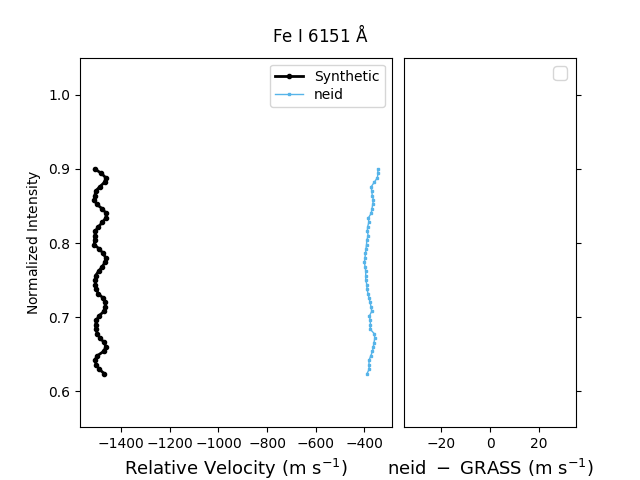 Fe I 6151 Å
Synthetic
neid
1.0
0.9
0.8
0.7
0.6
Normalized Intensity
−1400 −1200 −1000 −800 −600 −400
Relative Velocity (m s⁻¹)
−20 0 20
neid − GRASS (m s⁻¹)